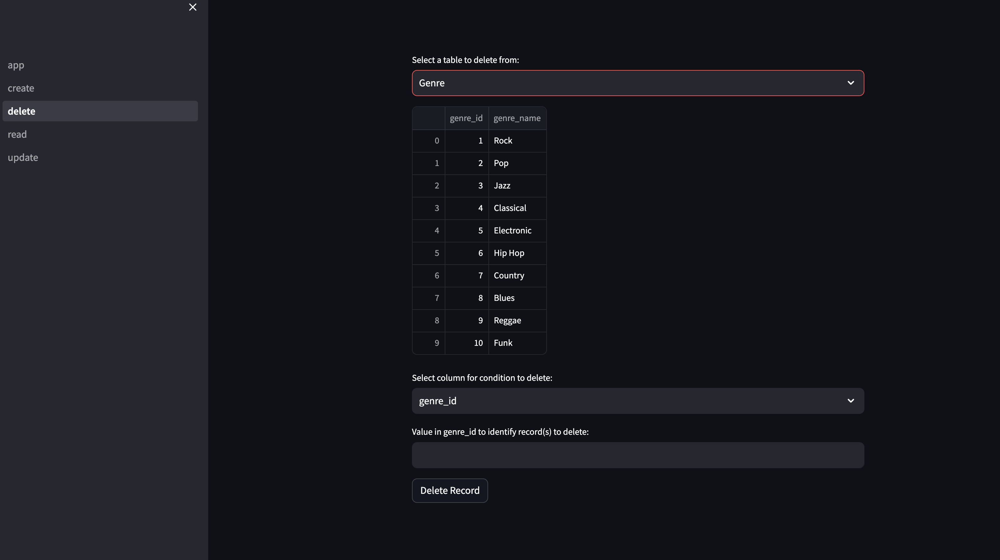 app
create
delete
read
update
Select a table to delete from:
Genre
genre_id genre_name
0 1 Rock
1 2 Pop
2 3 Jazz
3 4 Classical
4 5 Electronic
5 6 Hip Hop
6 7 Country
7 8 Blues
8 9 Reggae
9 10 Funk
Select column for condition to delete:
genre_id
Value in genre_id to identify record(s) to delete:
Delete Record